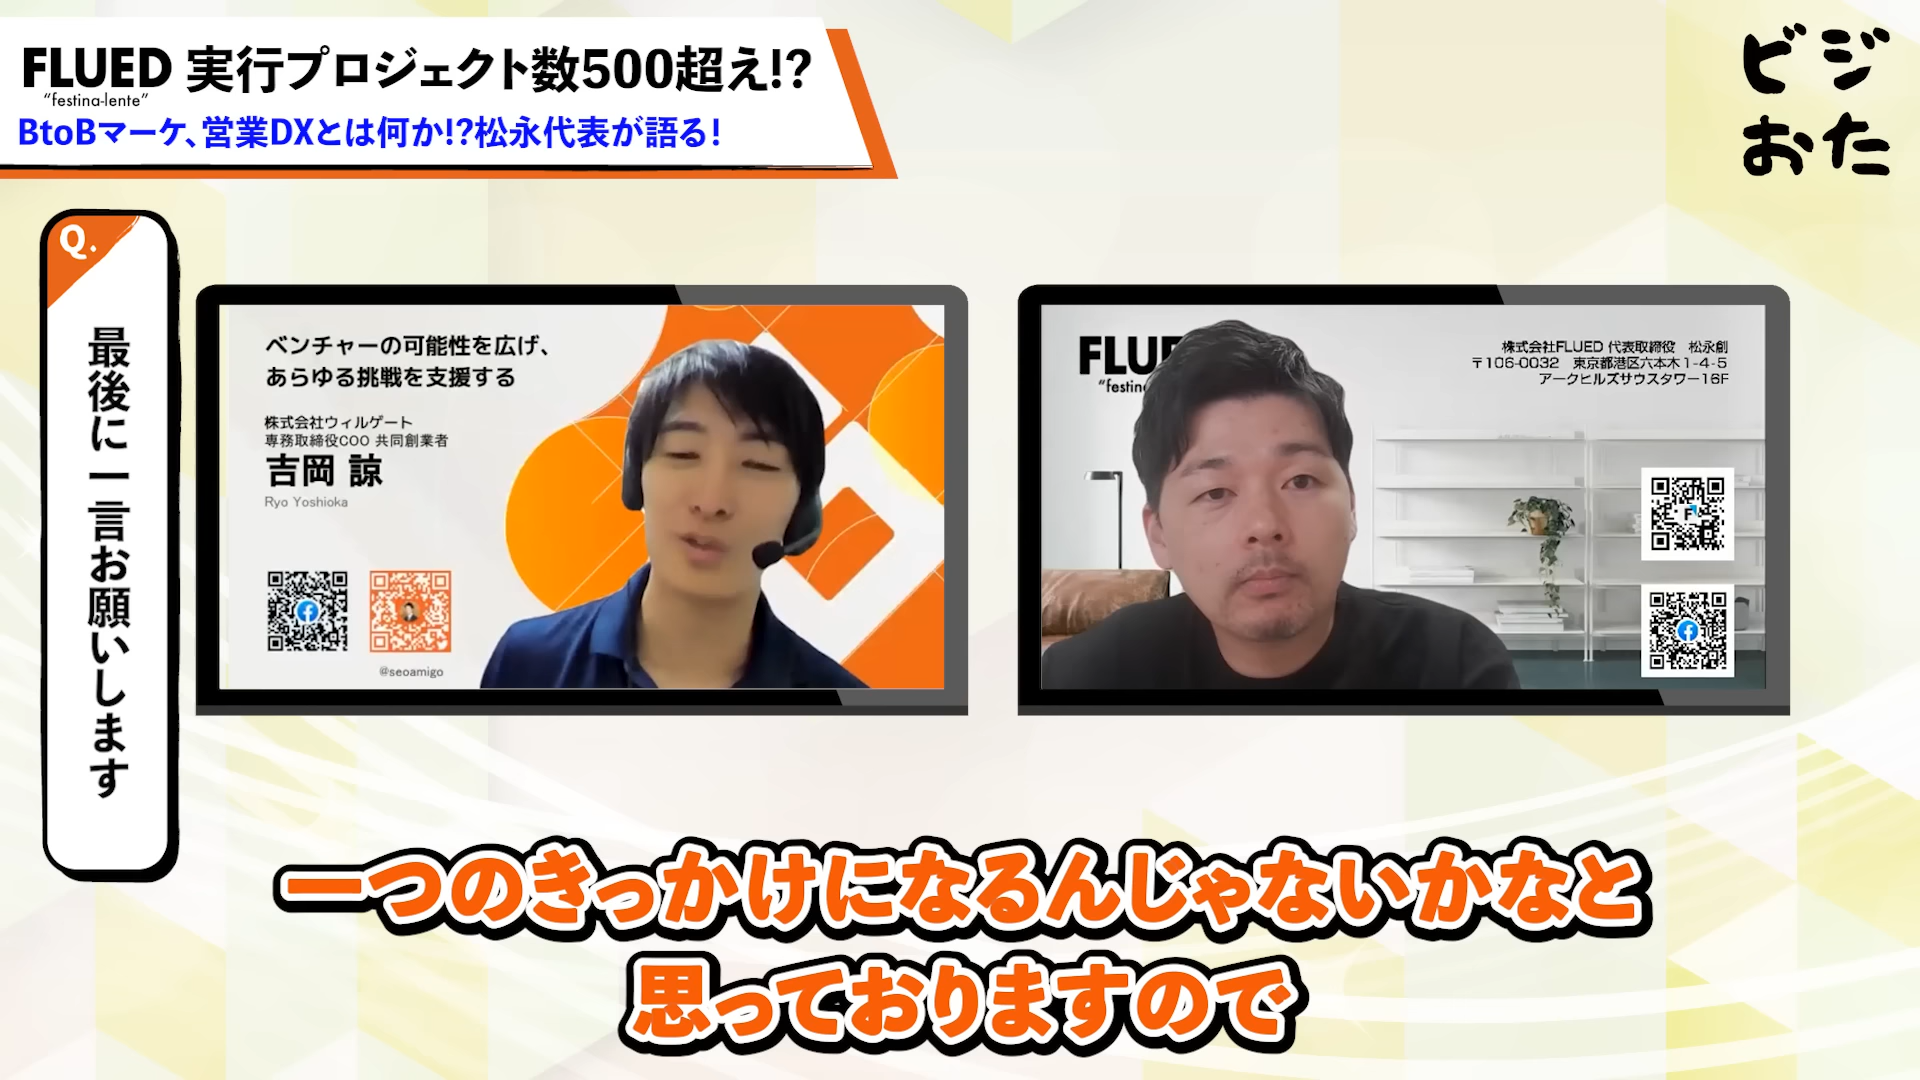 FLUED 実行プロジェクト数500超え!?
“festina-lente”
BtoBマーケ、営業DXとは何か!?松永代表が語る!
ビジ
おた
Q.
最後に一言お願いします
ベンチャーの可能性を広げ、
あらゆる挑戦を支援する
株式会社ウィルゲート
専務取締役COO 共同創業者
吉岡 諒
Ryo Yoshioka
@seoamigo
FLUE
“festin
株式会社FLUED 代表取締役 松永創
〒106-0032 東京都港区六本木1-4-5
アークヒルズサウスタワー16F
一つのきっかけになるんじゃないかなと
思っておりますので